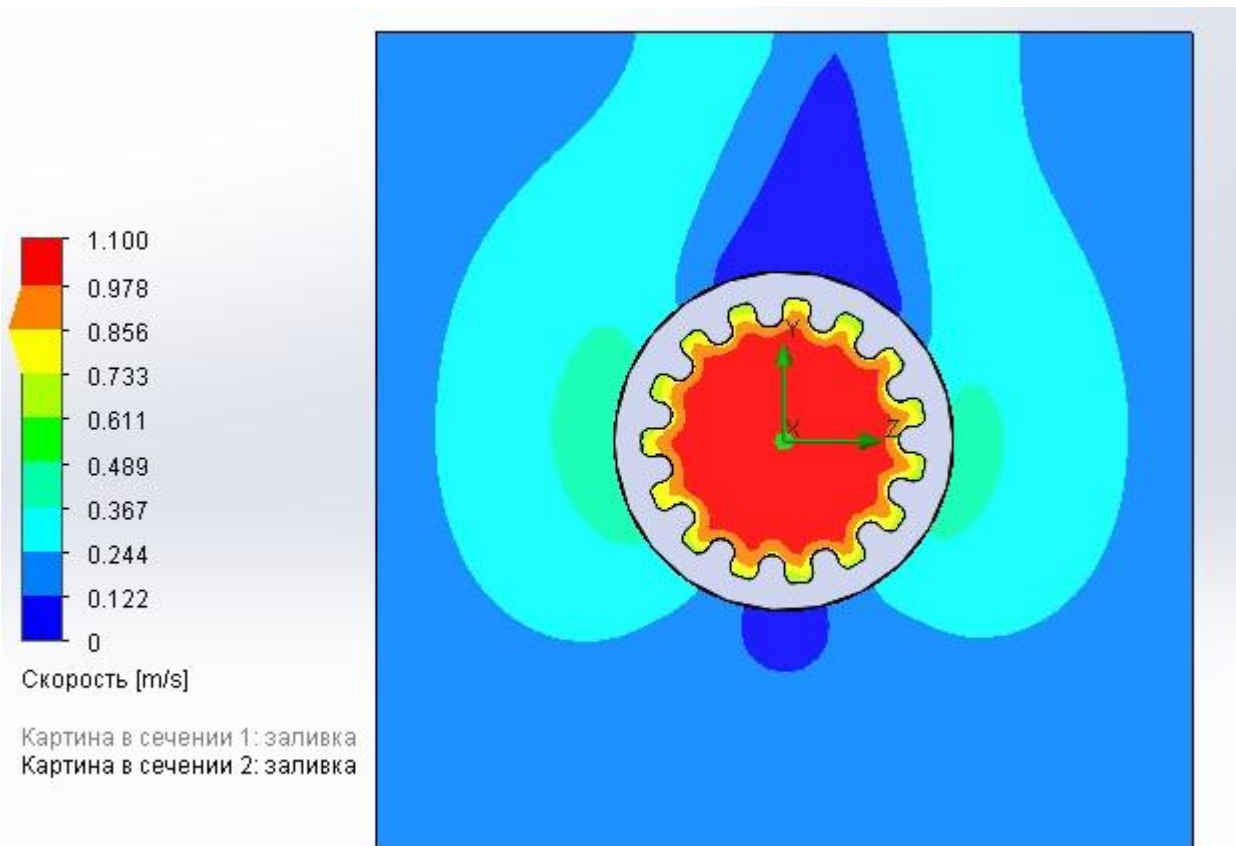 1.100
0.978
0.856
0.733
0.611
0.489
0.367
0.244
0.122
0
Скорость [m/s]
Картина в сечении 1: заливка
Картина в сечении 2: заливка
Y
X
Z